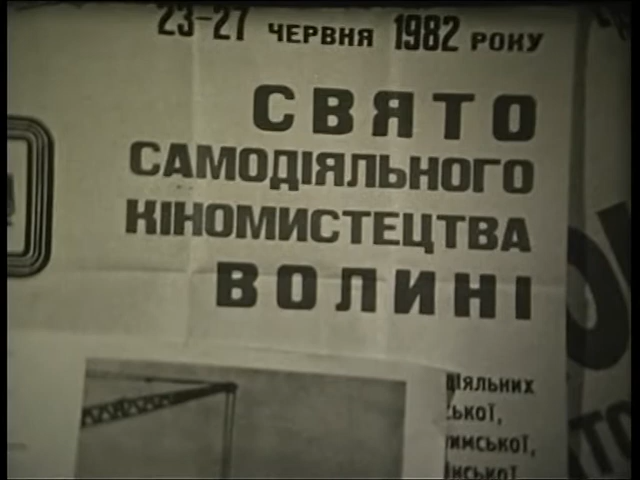 23-27 ЧЕРВНЯ 1982 РОКУ
СВЯТО
САМОДІЯЛЬНОГО
КІНОМИСТЕЦТВА
ВОЛИНІ